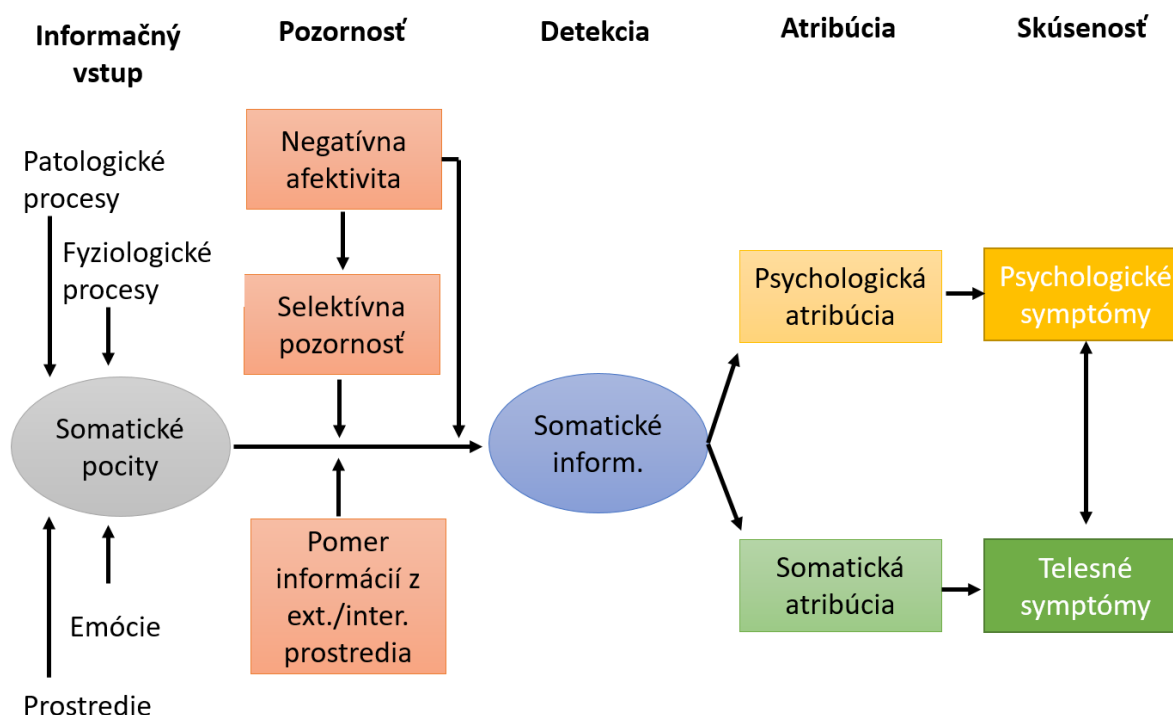 Informačný
vstup
Pozornosť
Detekcia
Atribúcia
Skúsenosť
Patologické
procesy
Fyziologické
procesy
Somatické
pocity
Emócie
Prostredie
Negatívna
afektivita
Selektívna
pozornosť
Pomer
informácií z
ext./inter.
prostredia
Somatické
inform.
Psychologická
atribúcia
Somatická
atribúcia
Psychologické
symptómy
Telesné
symptómy